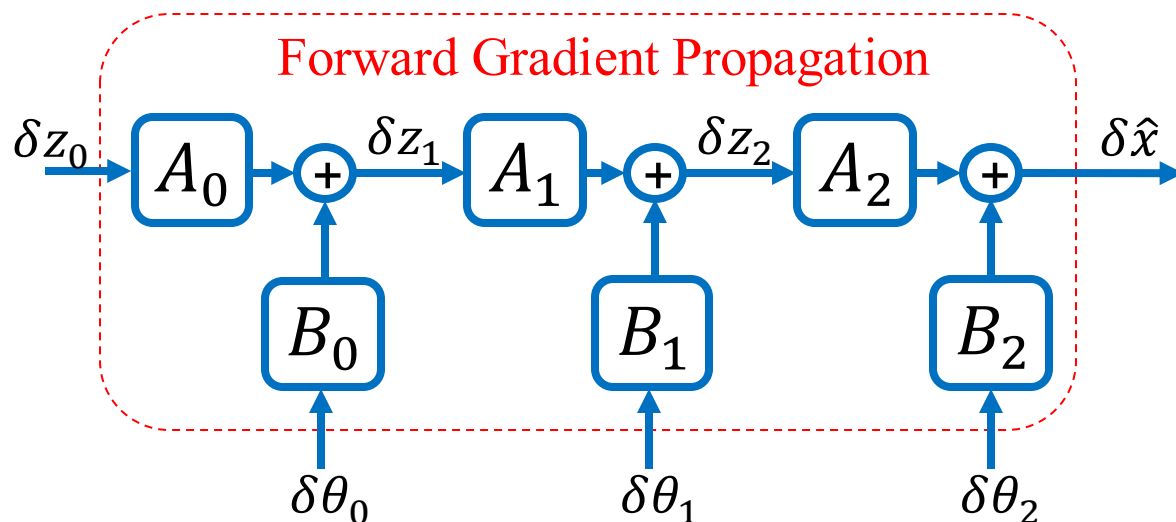 Forward Gradient Propagation
δz₀ A₀ + δz₁ A₁ + δz₂ A₂ + δx̂
B₀ B₁ B₂
δθ₀ δθ₁ δθ₂